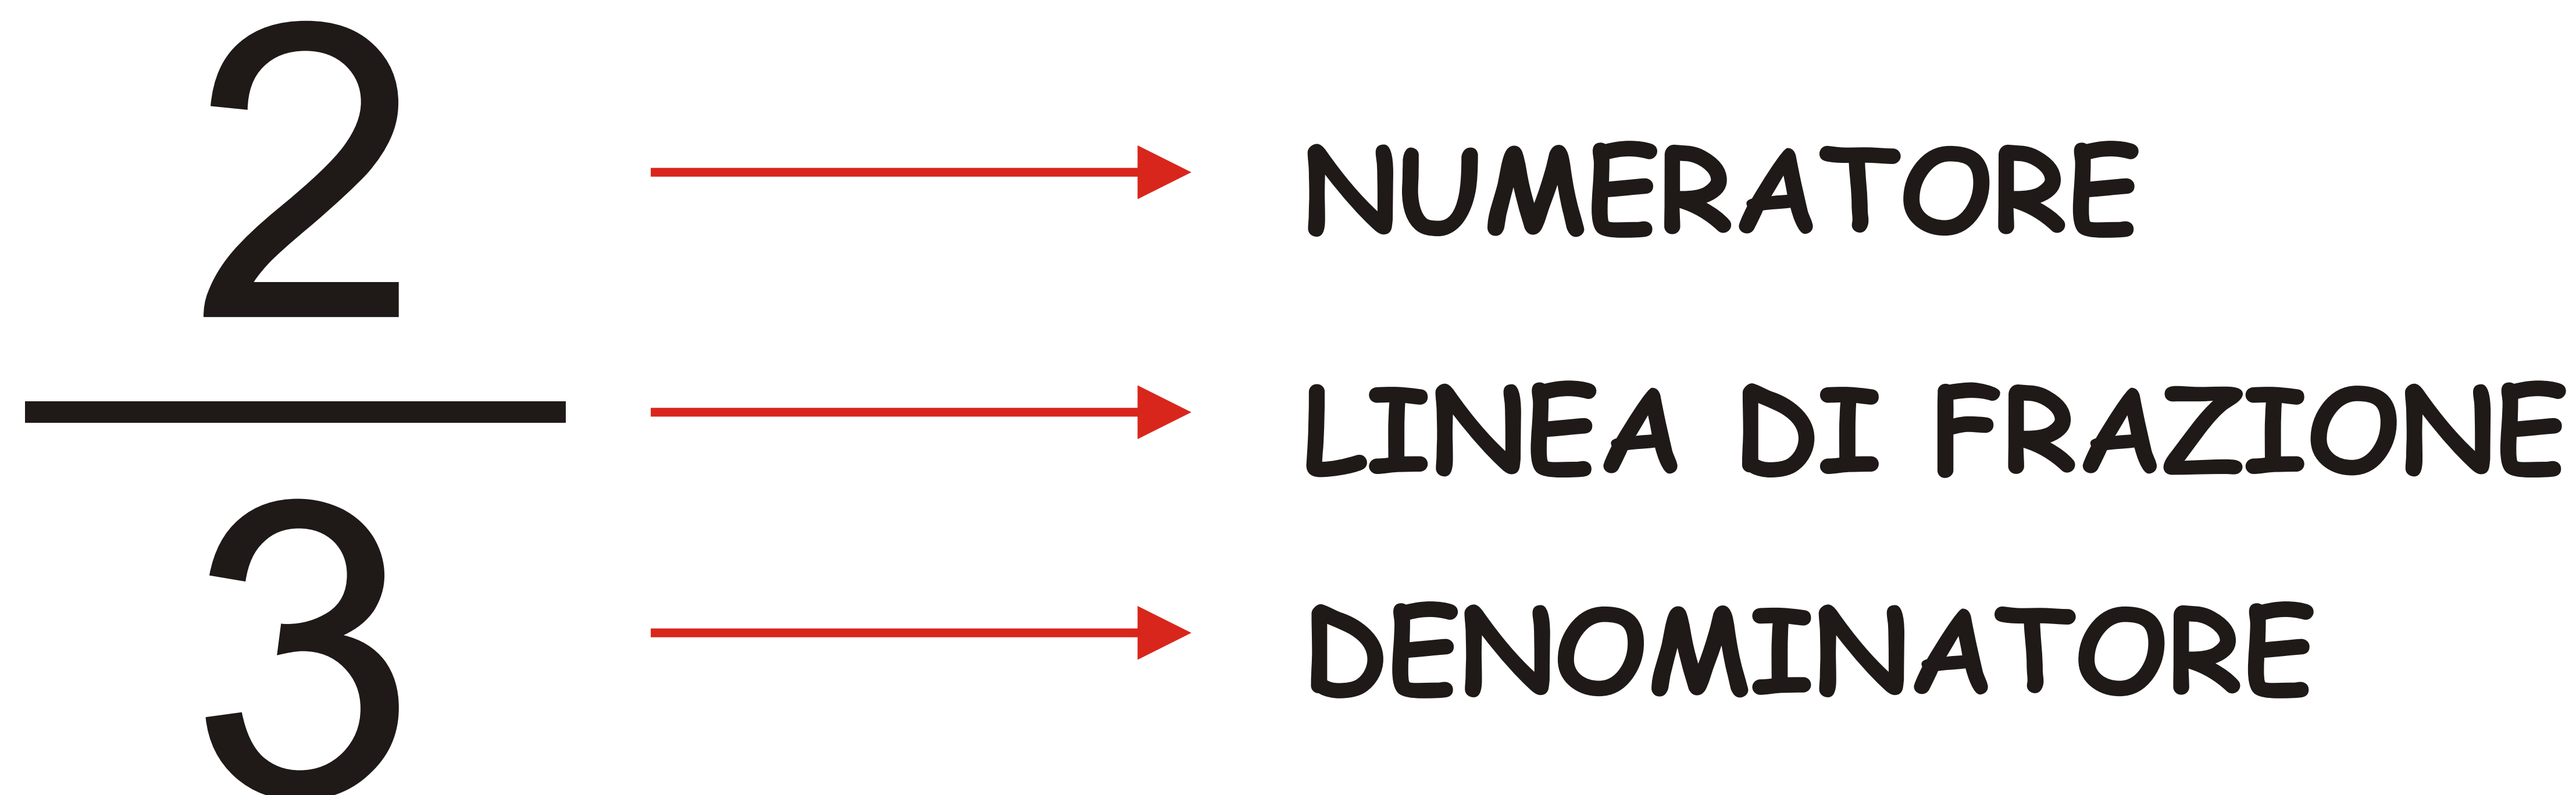 2
NUMERATORE
LINEA DI FRAZIONE
3
DENOMINATORE